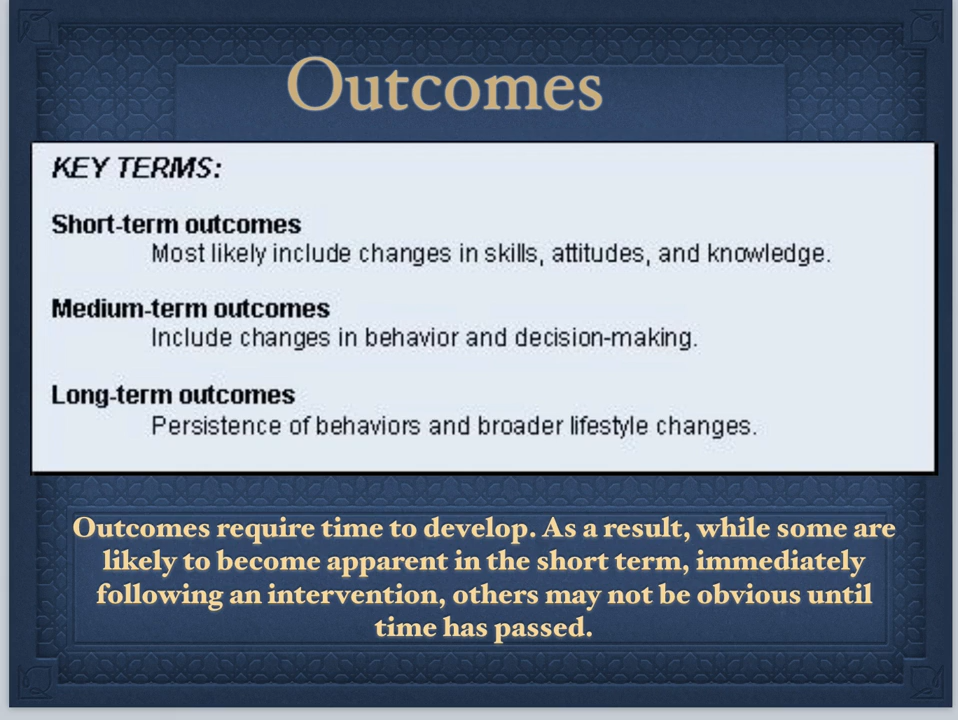 Outcomes
KEY TERMS:
Short-term outcomes
Most likely include changes in skills, attitudes, and knowledge.
Medium-term outcomes
Include changes in behavior and decision-making.
Long-term outcomes
Persistence of behaviors and broader lifestyle changes.
Outcomes require time to develop. As a result, while some are
likely to become apparent in the short term, immediately
following an intervention, others may not be obvious until
time has passed.